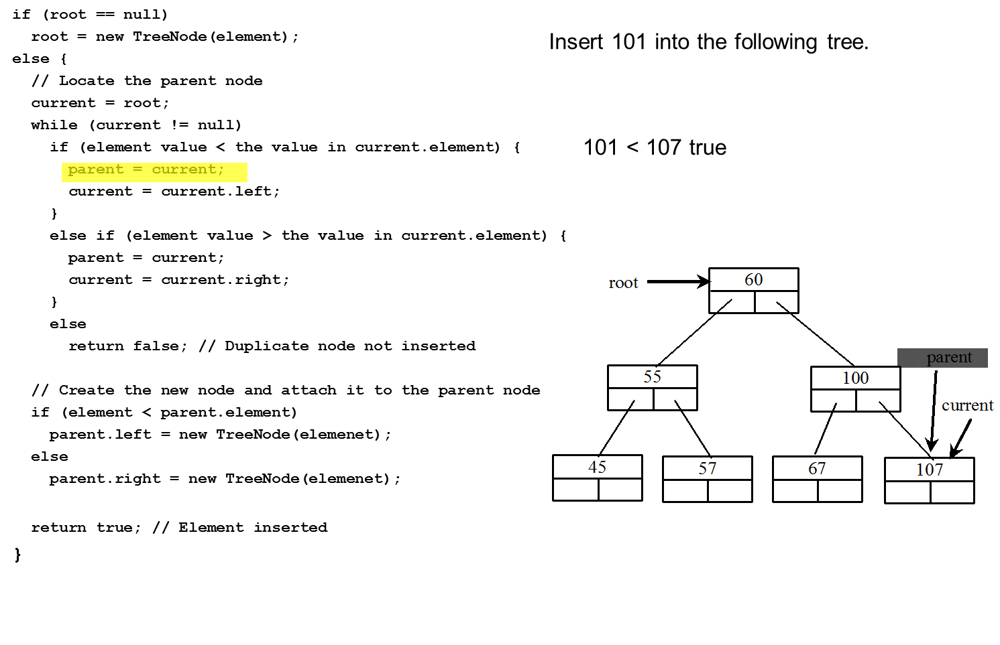 if (root == null)
root = new TreeNode(element);
else {
// Locate the parent node
current = root;
while (current != null)
if (element value < the value in current.element) {
parent = current;
current = current.left;
}
else if (element value > the value in current.element) {
parent = current;
current = current.right;
}
else
return false; // Duplicate node not inserted
// Create the new node and attach it to the parent node
if (element < parent.element)
parent.left = new TreeNode(elemenet);
else
parent.right = new TreeNode(elemenet);
return true; // Element inserted
}
Insert 101 into the following tree.
101 < 107 true
root
60
55
100
parent
current
45
57
67
107